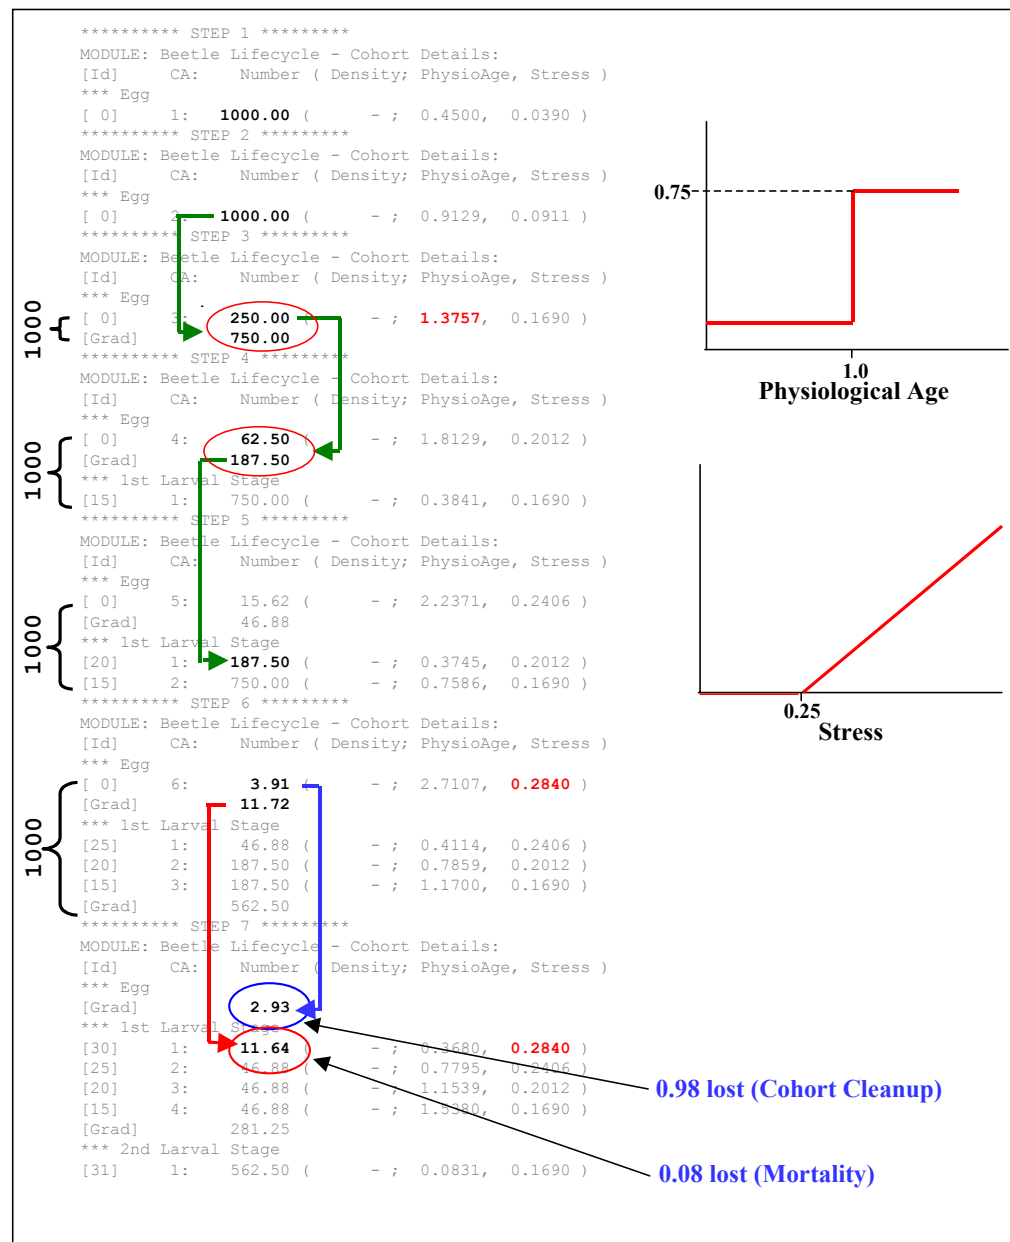 ********** STEP 1 *********
MODULE: Beetle Lifecycle - Cohort Details:
[Id] CA: Number ( Density; PhysioAge, Stress )
*** Egg
[ 0] 1: 1000.00 ( - ; 0.4500, 0.0390 )
********** STEP 2 *********
MODULE: Beetle Lifecycle - Cohort Details:
[Id] CA: Number ( Density; PhysioAge, Stress )
*** Egg
[ 0] 2: 1000.00 ( - ; 0.9129, 0.0911 )
********** STEP 3 *********
MODULE: Beetle Lifecycle - Cohort Details:
[Id] CA: Number ( Density; PhysioAge, Stress )
*** Egg
[ 0] 3: 250.00 ( - ; 1.3757, 0.1690 )
[Grad] 750.00
1000
********** STEP 4 *********
MODULE: Beetle Lifecycle - Cohort Details:
[Id] CA: Number ( Density; PhysioAge, Stress )
*** Egg
[ 0] 4: 62.50 ( - ; 1.8129, 0.2012 )
[Grad] 187.50
*** 1st Larval Stage
[15] 1: 750.00 ( - ; 0.3841, 0.1690 )
1000
********** STEP 5 *********
MODULE: Beetle Lifecycle - Cohort Details:
[Id] CA: Number ( Density; PhysioAge, Stress )
*** Egg
[ 0] 5: 15.62 ( - ; 2.2371, 0.2406 )
[Grad] 46.88
*** 1st Larval Stage
[20] 1: 187.50 ( - ; 0.3745, 0.2012 )
[15] 2: 750.00 ( - ; 0.7586, 0.1690 )
1000
********** STEP 6 *********
MODULE: Beetle Lifecycle - Cohort Details:
[Id] CA: Number ( Density; PhysioAge, Stress )
*** Egg
[ 0] 6: 3.91 ( - ; 2.7107, 0.2840 )
[Grad] 11.72
*** 1st Larval Stage
[25] 1: 46.88 ( - ; 0.4114, 0.2406 )
[20] 2: 187.50 ( - ; 0.7859, 0.2012 )
[15] 3: 187.50 ( - ; 1.1700, 0.1690 )
[Grad] 562.50
1000
********** STEP 7 *********
MODULE: Beetle Lifecycle - Cohort Details:
[Id] CA: Number ( Density; PhysioAge, Stress )
*** Egg
[Grad] 2.93
*** 1st Larval Stage
[30] 1: 11.64 ( - ; 0.3680, 0.2840 )
[25] 2: 46.88 ( - ; 0.7795, 0.2406 )
[20] 3: 46.88 ( - ; 1.1539, 0.2012 )
[15] 4: 46.88 ( - ; 1.5380, 0.1690 )
[Grad] 281.25
*** 2nd Larval Stage
[31] 1: 562.50 ( - ; 0.0831, 0.1690 )
0.75
1.0
Physiological Age
0.25
Stress
0.98 lost (Cohort Cleanup)
0.08 lost (Mortality)